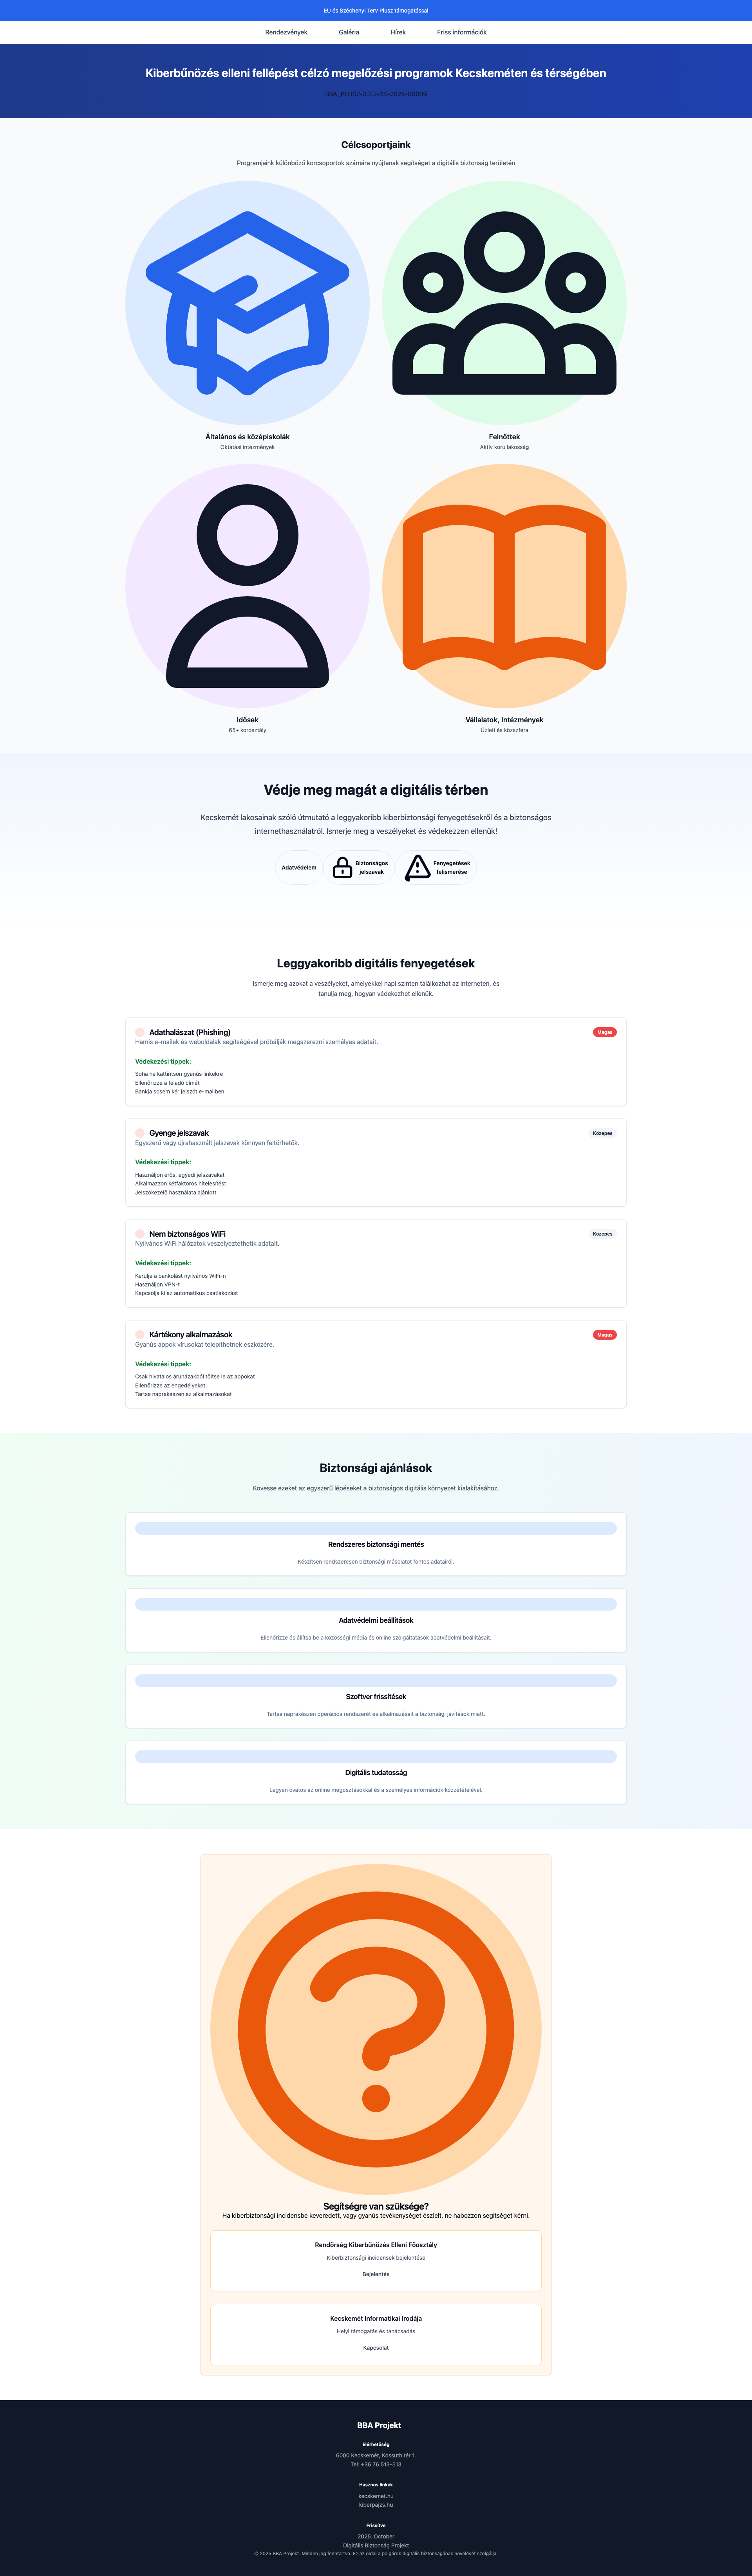 EU és Széchenyi Terv Plusz támogatással
Rendezvények Galéria Hírek Friss információk
Kiberbűnözés elleni fellépést célzó megelőzési programok Kecskeméten és térségében
BBA_PLUSZ-3.3.2-24-2024-00009
Célcsoportjaink
Programjaink különböző korcsoportok számára nyújtanak segítséget a digitális biztonság területén
Általános és középiskolák
Oktatási intézmények
Felnőttek
Aktív korú lakosság
Idősek
65+ korosztály
Vállalatok, Intézmények
Üzleti és közszféra
Védje meg magát a digitális térben
Kecskemét lakosainak szóló útmutató a leggyakoribb kiberbiztonsági fenyegetésekről és a biztonságos
internethasználatról. Ismerje meg a veszélyeket és védekezzen ellenük!
Adatvédelem
Biztonságos
jelszavak
Fenyegetések
felismerése
Leggyakoribb digitális fenyegetések
Ismerje meg azokat a veszélyeket, amelyekkel napi szinten találkozhat az interneten, és
tanulja meg, hogyan védekezhet ellenük.
Adathalászat (Phishing)
Magas
Hamis e-mailek és weboldalak segítségével próbálják megszerezni személyes adatait.
Védekezési tippek:
Soha ne kattintson gyanús linkekre
Ellenőrizze a feladó címét
Bankja sosem kér jelszót e-mailben
Gyenge jelszavak
Közepes
Egyszerű vagy újrahasznált jelszavak könnyen feltörhetők.
Védekezési tippek:
Használjon erős, egyedi jelszavakat
Alkalmazzon kétfaktoros hitelesítést
Jelszókezelő használata ajánlott
Nem biztonságos WiFi
Közepes
Nyilvános WiFi hálózatok veszélyeztethetik adatait.
Védekezési tippek:
Kerülje a bankolást nyilvános WiFi-n
Használjon VPN-t
Kapcsolja ki az automatikus csatlakozást
Kártékony alkalmazások
Magas
Gyanús appok vírusokat telepíthetnek eszközére.
Védekezési tippek:
Csak hivatalos áruházakból töltse le az appokat
Ellenőrizze az engedélyeket
Tartsa naprakészen az alkalmazásokat
Biztonsági ajánlások
Kövesse ezeket az egyszerű lépéseket a biztonságos digitális környezet kialakításához.
Rendszeres biztonsági mentés
Készítsen rendszeresen biztonsági másolatot fontos adatairól.
Adatvédelmi beállítások
Ellenőrizze és állítsa be a közösségi média és online szolgáltatások adatvédelmi beállításait.
Szoftver frissítések
Tartsa naprakészen operációs rendszerét és alkalmazásait a biztonsági javítások miatt.
Digitális tudatosság
Legyen óvatos az online megosztásokkal és a személyes információk közzétételével.
Segítségre van szüksége?
Ha kiberbiztonsági incidensbe keveredett, vagy gyanús tevékenységet észlelt, ne habozzon segítséget kérni.
Rendőrség Kiberbűnözés Elleni Főosztály
Kiberbiztonsági incidensek bejelentése
Bejelentés
Kecskemét Informatikai Irodája
Helyi támogatás és tanácsadás
Kapcsolat
BBA Projekt
Elérhetőség
6000 Kecskemét, Kossuth tér 1.
Tel: +36 76 513-513
Hasznos linkek
kecskemet.hu
kiberpajzs.hu
Frissítve
2025. October
Digitális Biztonság Projekt
© 2025 BBA Projekt. Minden jog fenntartva. Ez az oldal a polgárok digitális biztonságának növelését szolgálja.